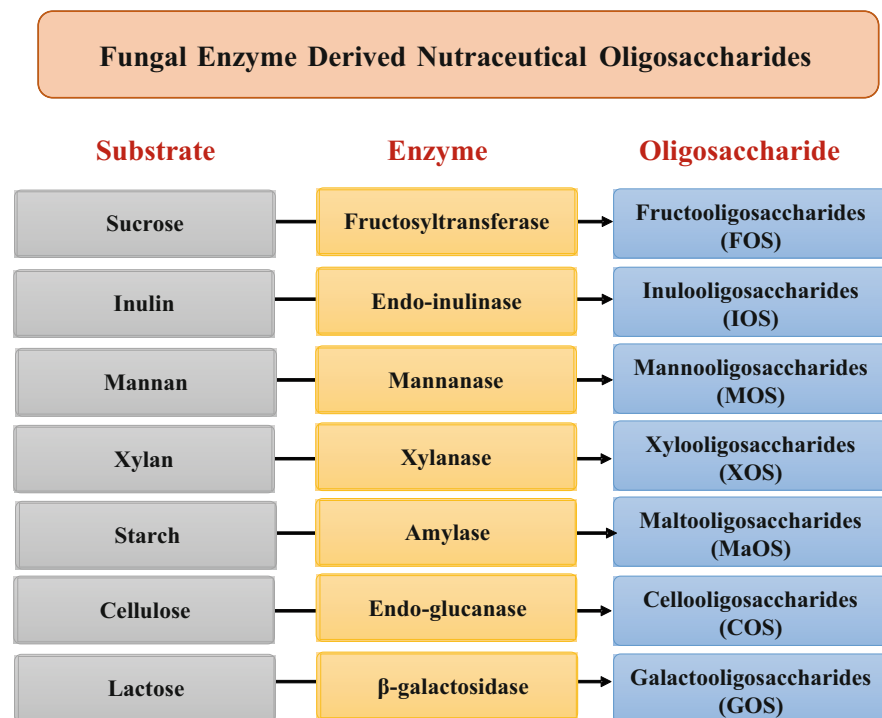 Fungal Enzyme Derived Nutraceutical Oligosaccharides
Substrate Enzyme Oligosaccharide
Sucrose Fructosyltransferase Fructooligosaccharides
(FOS)
Inulin Endo-inulinase Inulooligosaccharides
(IOS)
Mannan Mannanase Mannooligosaccharides
(MOS)
Xylan Xylanase Xylooligosaccharides
(XOS)
Starch Amylase Maltooligosaccharides
(MaOS)
Cellulose Endo-glucanase Cellooligosaccharides
(COS)
Lactose β-galactosidase Galactooligosaccharides
(GOS)